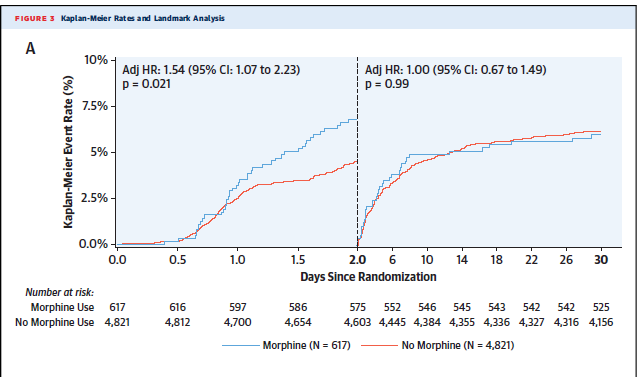 FIGURE 3 Kaplan-Meier Rates and Landmark Analysis
A
10%
7.5%
5%
2.5%
0.0%
Kaplan-Meier Event Rate (%)
Adj HR: 1.54 (95% CI: 1.07 to 2.23)
p = 0.021
Adj HR: 1.00 (95% CI: 0.67 to 1.49)
p = 0.99
0.0 0.5 1.0 1.5 2.0 0 6 10 14 18 22 26 30
Days Since Randomization
Number at risk:
Morphine Use 617 616 597 586 575 552 546 545 543 542 542 525
No Morphine Use 4,821 4,812 4,700 4,654 4,603 4,445 4,384 4,355 4,336 4,327 4,316 4,156
Morphine (N = 617) No Morphine (N = 4,821)